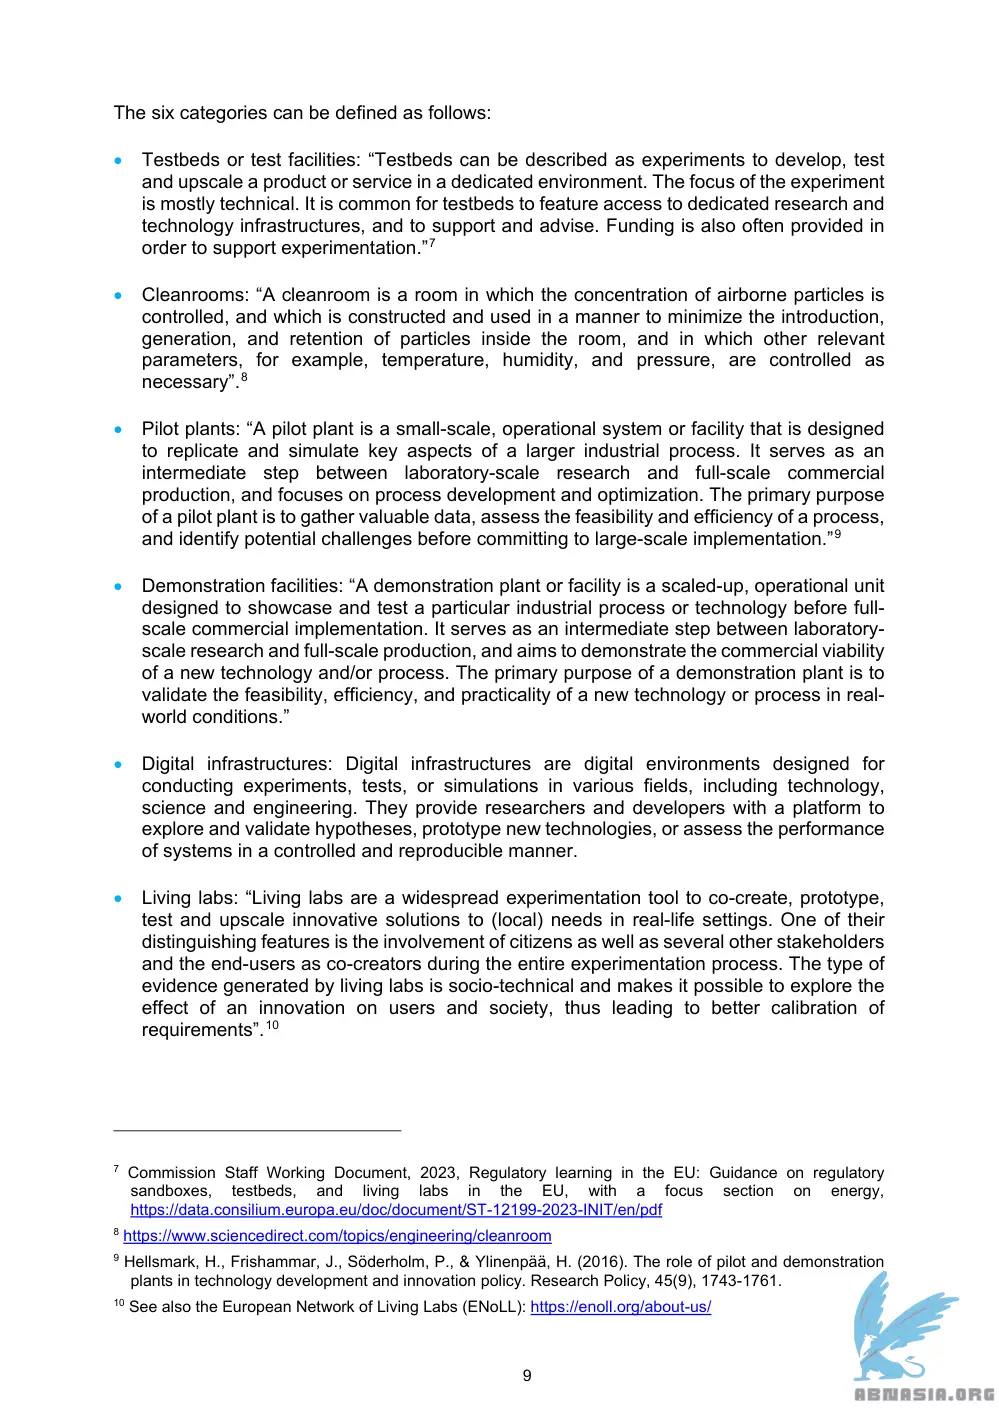 The six categories can be defined as follows:
• Testbeds or test facilities: “Testbeds can be described as experiments to develop, test
and upscale a product or service in a dedicated environment. The focus of the experiment
is mostly technical. It is common for testbeds to feature access to dedicated research and
technology infrastructures, and to support and advise. Funding is also often provided in
order to support experimentation.”7
• Cleanrooms: “A cleanroom is a room in which the concentration of airborne particles is
controlled, and which is constructed and used in a manner to minimize the introduction,
generation, and retention of particles inside the room, and in which other relevant
parameters, for example, temperature, humidity, and pressure, are controlled as
necessary”.8
• Pilot plants: “A pilot plant is a small-scale, operational system or facility that is designed
to replicate and simulate key aspects of a larger industrial process. It serves as an
intermediate step between laboratory-scale research and full-scale commercial
production, and focuses on process development and optimization. The primary purpose
of a pilot plant is to gather valuable data, assess the feasibility and efficiency of a process,
and identify potential challenges before committing to large-scale implementation.”9
• Demonstration facilities: “A demonstration plant or facility is a scaled-up, operational unit
designed to showcase and test a particular industrial process or technology before full-
scale commercial implementation. It serves as an intermediate step between laboratory-
scale research and full-scale production, and aims to demonstrate the commercial viability
of a new technology and/or process. The primary purpose of a demonstration plant is to
validate the feasibility, efficiency, and practicality of a new technology or process in real-
world conditions.”
• Digital infrastructures: Digital infrastructures are digital environments designed for
conducting experiments, tests, or simulations in various fields, including technology,
science and engineering. They provide researchers and developers with a platform to
explore and validate hypotheses, prototype new technologies, or assess the performance
of systems in a controlled and reproducible manner.
• Living labs: “Living labs are a widespread experimentation tool to co-create, prototype,
test and upscale innovative solutions to (local) needs in real-life settings. One of their
distinguishing features is the involvement of citizens as well as several other stakeholders
and the end-users as co-creators during the entire experimentation process. The type of
evidence generated by living labs is socio-technical and makes it possible to explore the
effect of an innovation on users and society, thus leading to better calibration of
requirements”.10
7 Commission Staff Working Document, 2023, Regulatory learning in the EU: Guidance on regulatory
sandboxes, testbeds, and living labs in the EU, with a focus section on energy,
https://data.consilium.europa.eu/doc/document/ST-12199-2023-INIT/en/pdf
8 https://www.sciencedirect.com/topics/engineering/cleanroom
9 Hellsmark, H., Frishammar, J., Söderholm, P., & Ylinenpää, H. (2016). The role of pilot and demonstration
plants in technology development and innovation policy. Research Policy, 45(9), 1743-1761.
10 See also the European Network of Living Labs (ENoLL): https://enoll.org/about-us/
9
ABNASIA.ORG